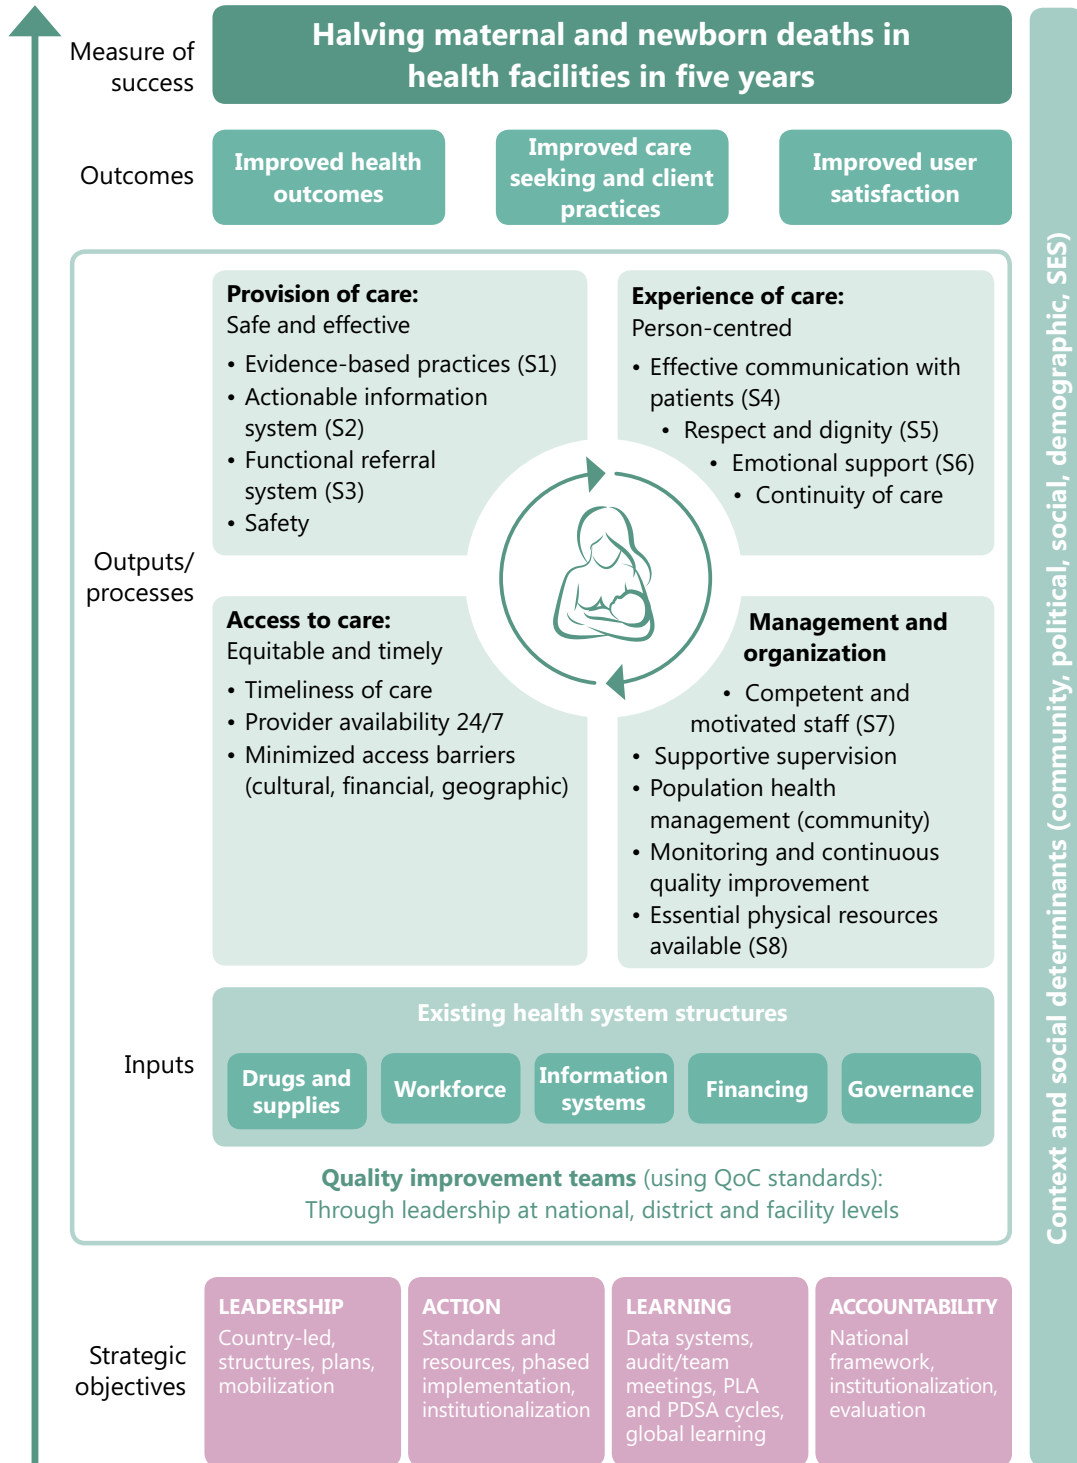 Measure of
success
Halving maternal and newborn deaths in
health facilities in five years
Outcomes
Improved health
outcomes
Improved care
seeking and client
practices
Improved user
satisfaction
Outputs/
processes
Provision of care:
Safe and effective
• Evidence-based practices (S1)
• Actionable information
system (S2)
• Functional referral
system (S3)
• Safety
Experience of care:
Person-centred
• Effective communication with
patients (S4)
• Respect and dignity (S5)
• Emotional support (S6)
• Continuity of care
Access to care:
Equitable and timely
• Timeliness of care
• Provider availability 24/7
• Minimized access barriers
(cultural, financial, geographic)
Management and
organization
• Competent and
motivated staff (S7)
• Supportive supervision
• Population health
management (community)
• Monitoring and continuous
quality improvement
• Essential physical resources
available (S8)
Inputs
Existing health system structures
Drugs and
supplies
Workforce
Information
systems
Financing
Governance
Quality improvement teams (using QoC standards):
Through leadership at national, district and facility levels
Strategic
objectives
LEADERSHIP
Country-led,
structures, plans,
mobilization
ACTION
Standards and
resources, phased
implementation,
institutionalization
LEARNING
Data systems,
audit/team
meetings, PLA
and PDSA cycles,
global learning
ACCOUNTABILITY
National
framework,
institutionalization,
evaluation
Context and social determinants (community, political, social, demographic, SES)